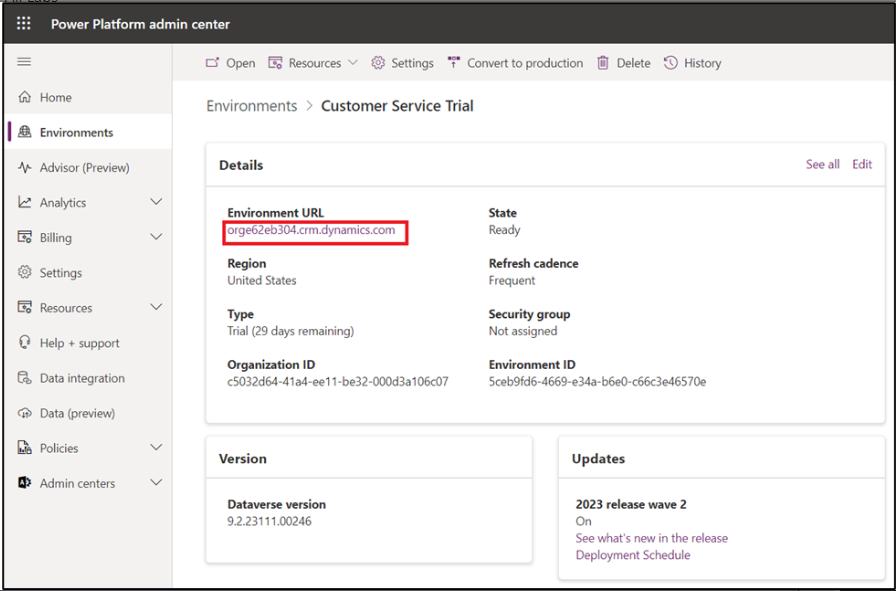 Power Platform admin center
Open
Resources
Settings
Convert to production
Delete
History
Home
Environments
Advisor (Preview)
Analytics
Billing
Settings
Resources
Help + support
Data integration
Data (preview)
Policies
Admin centers
Environments > Customer Service Trial
Details
See all
Edit
Environment URL
orge62eb304.crm.dynamics.com
State
Ready
Region
United States
Refresh cadence
Frequent
Type
Trial (29 days remaining)
Security group
Not assigned
Organization ID
c5032d64-41a4-ee11-be32-000d3a106c07
Environment ID
5ceb9fd6-4669-e34a-b6e0-c66c3e46570e
Version
Dataverse version
9.2.23111.00246
Updates
2023 release wave 2
On
See what's new in the release
Deployment Schedule